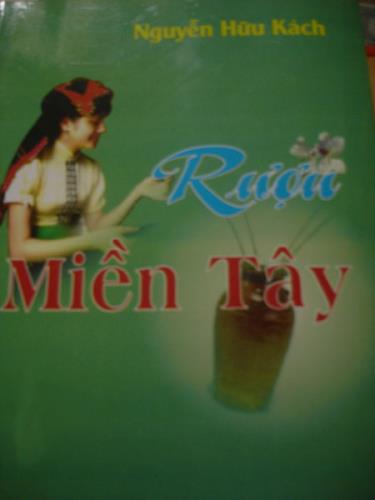 Nguyễn Hữu Kách
Rượu
Miền Tây